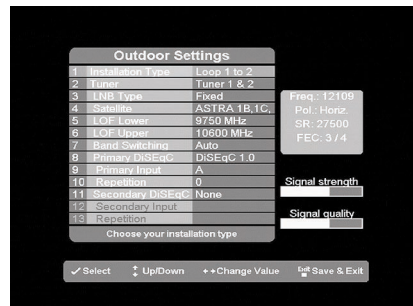 Outdoor Settings
1 Installation Type Loop 1 to 2
2 Tuner Tuner 1 & 2
3 LNB Type Fixed
4 Satellite ASTRA 1B,1C,
5 LOF Lower 9750 MHz
6 LOF Upper 10600 MHz
7 Band Switching Auto
8 Primary DiSEqC DiSEqC 1.0
9 Primary Input A
10 Repetition 0
11 Secondary DiSEqC None
12 Secondary Input
13 Repetition
Choose your installation type
Freq.: 12109
Pol.: Horiz.
SR: 27500
FEC: 3 / 4
Signal strength
Signal quality
Select Up/Down Change Value Exit Save & Exit